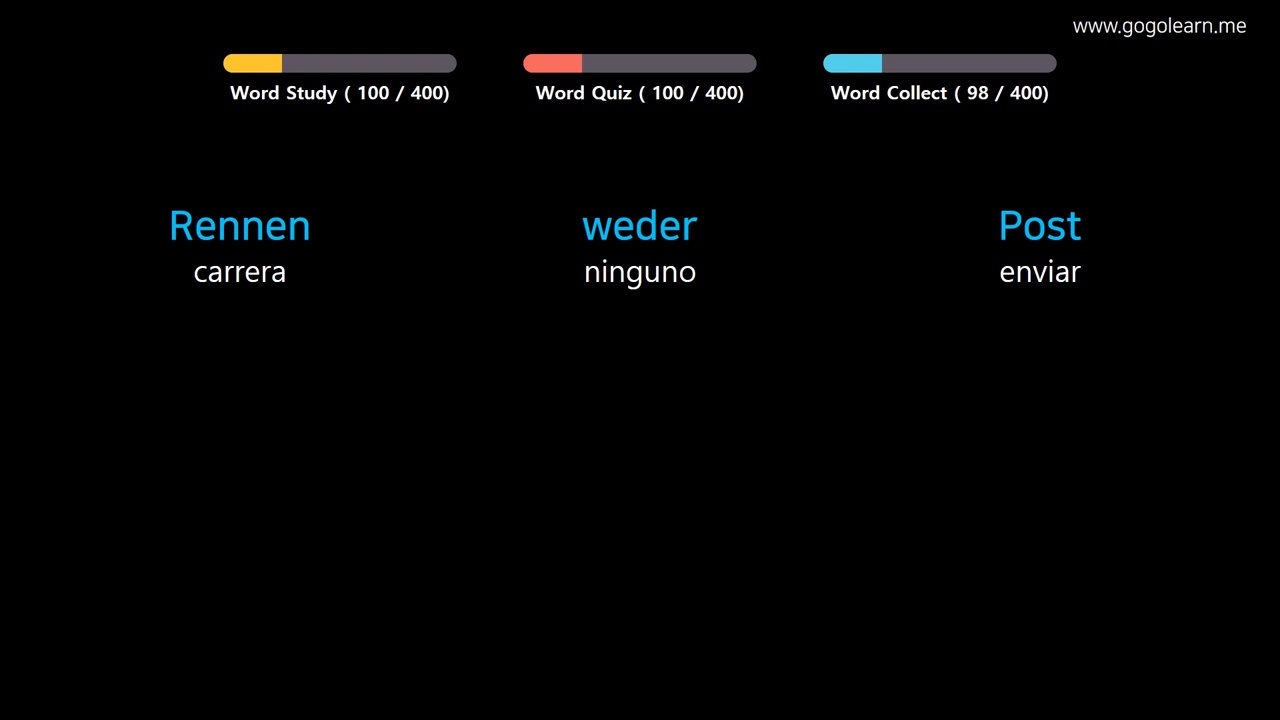 www.gogolearn.me
Word Study ( 100 / 400)
Word Quiz ( 100 / 400)
Word Collect ( 98 / 400)
Rennen
carrera
weder
ninguno
Post
enviar